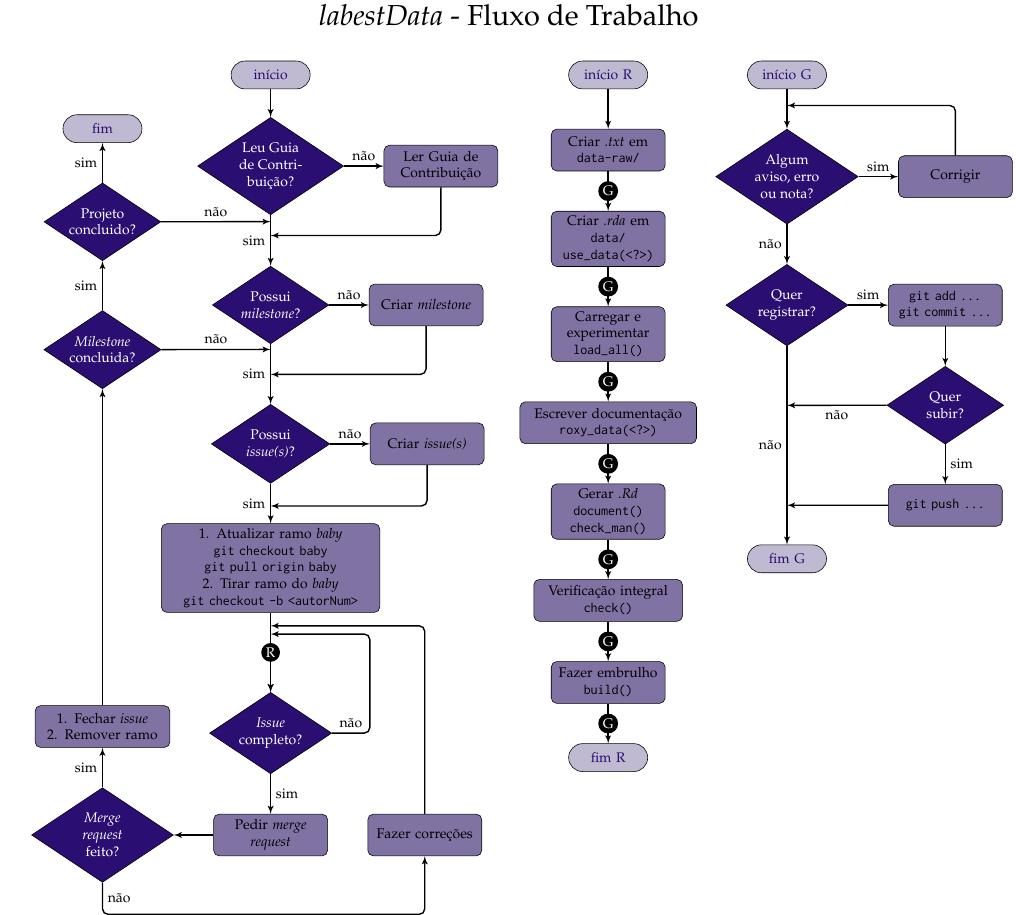 labestData - Fluxo de Trabalho
início
Leu Guia
de Contri-
buição?
não
Ler Guia de
Contribuição
sim
fim
sim
Projeto
concluido?
não
sim
Milestone
concluida?
não
Possui
milestone?
não
Criar milestone
sim
Possui
issue(s)?
não
Criar issue(s)
sim
1. Atualizar ramo baby
git checkout baby
git pull origin baby
2. Tirar ramo do baby
git checkout -b <autorNum>
R
Issue
completo?
não
sim
Pedir merge
request
Merge
request
feito?
sim
1. Fechar issue
2. Remover ramo
não
Fazer correções
início R
Criar .txt em
data-raw/
G
Criar .rda em
data/
use_data(<?>)
G
Carregar e
experimentar
load_all()
G
Escrever documentação
roxy_data(<?>)
G
Gerar .Rd
document()
check_man()
G
Verificação integral
check()
G
Fazer embrulho
build()
G
fim R
início G
Algum
aviso, erro
ou nota?
sim
Corrigir
não
Quer
registrar?
sim
git add ...
git commit ...
Quer
subir?
não
sim
git push ...
não
fim G